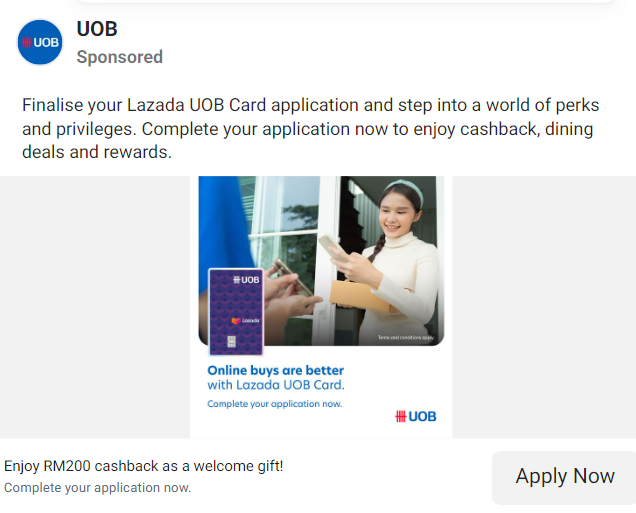 UOB
UOB
Sponsored
Finalise your Lazada UOB Card application and step into a world of perks
and privileges. Complete your application now to enjoy cashback, dining
deals and rewards.
UOB
Lazada
Terms and conditions apply.
Online buys are better
with Lazada UOB Card.
Complete your application now.
UOB
Enjoy RM200 cashback as a welcome gift!
Complete your application now.
Apply Now